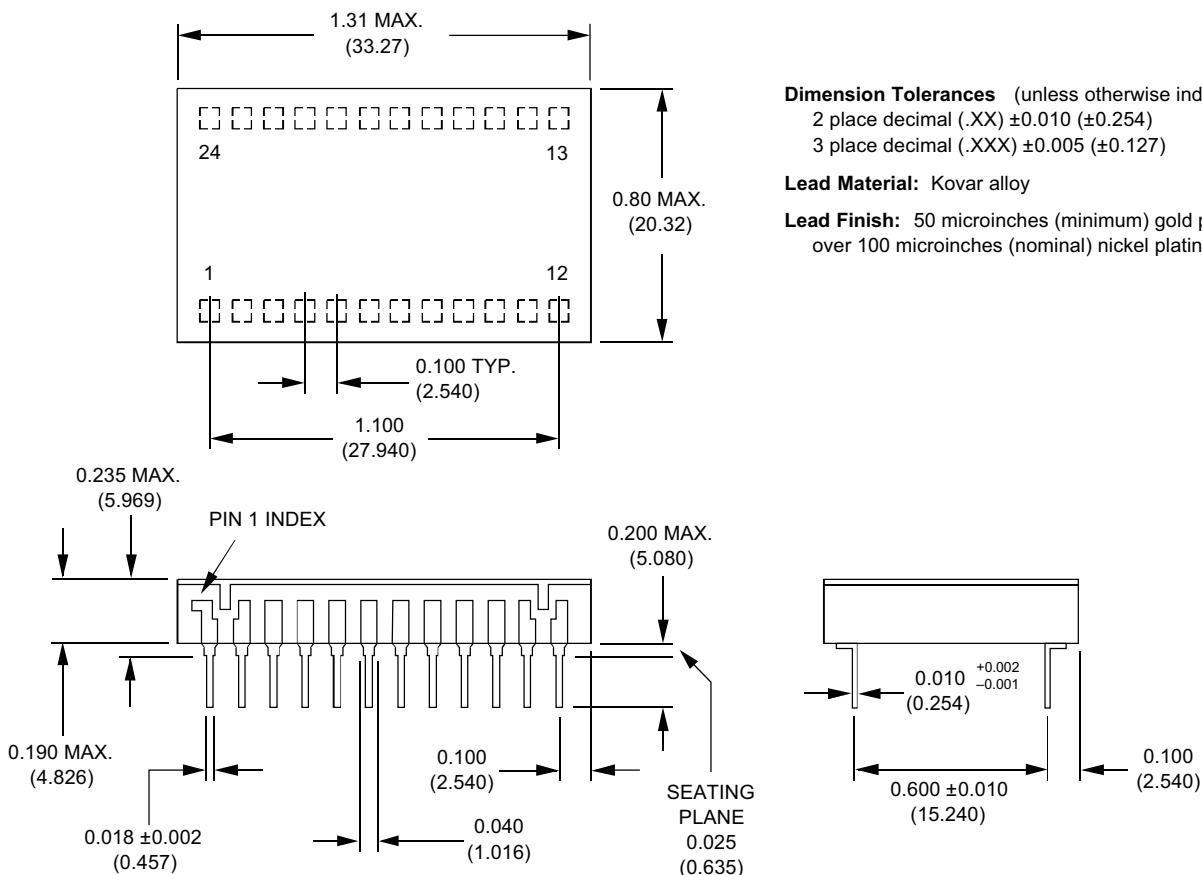 1.31 MAX.
(33.27)
Dimension Tolerances (unless otherwise ind
2 place decimal (.XX) ±0.010 (±0.254)
3 place decimal (.XXX) ±0.005 (±0.127)
Lead Material: Kovar alloy
Lead Finish: 50 microinches (minimum) gold p
over 100 microinches (nominal) nickel platin
24
13
0.80 MAX.
(20.32)
1
12
0.100 TYP.
(2.540)
1.100
(27.940)
0.235 MAX.
(5.969)
PIN 1 INDEX
0.200 MAX.
(5.080)
0.190 MAX.
(4.826)
0.018 ±0.002
(0.457)
0.100
(2.540)
0.040
(1.016)
SEATING
PLANE
0.025
(0.635)
0.010 +0.002
–0.001
(0.254)
0.600 ±0.010
(15.240)
0.100
(2.540)